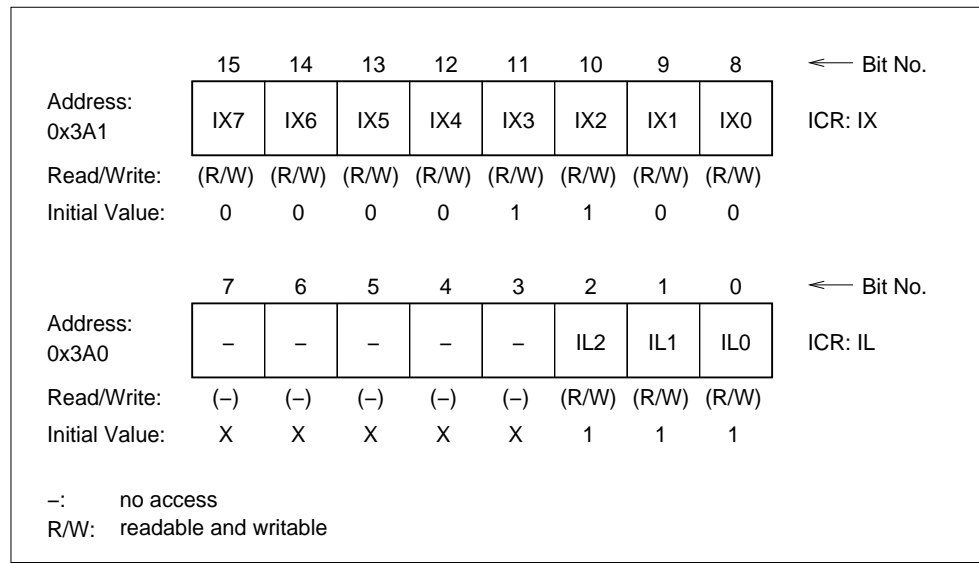 15 14 13 12 11 10 9 8 Bit No.
Address:
0x3A1
IX7 IX6 IX5 IX4 IX3 IX2 IX1 IX0 ICR: IX
Read/Write: (R/W) (R/W) (R/W) (R/W) (R/W) (R/W) (R/W) (R/W)
Initial Value: 0 0 0 0 1 1 0 0
7 6 5 4 3 2 1 0 Bit No.
Address:
0x3A0
– – – – – IL2 IL1 IL0 ICR: IL
Read/Write: (–) (–) (–) (–) (–) (R/W) (R/W) (R/W)
Initial Value: X X X X X 1 1 1
–: no access
R/W: readable and writable